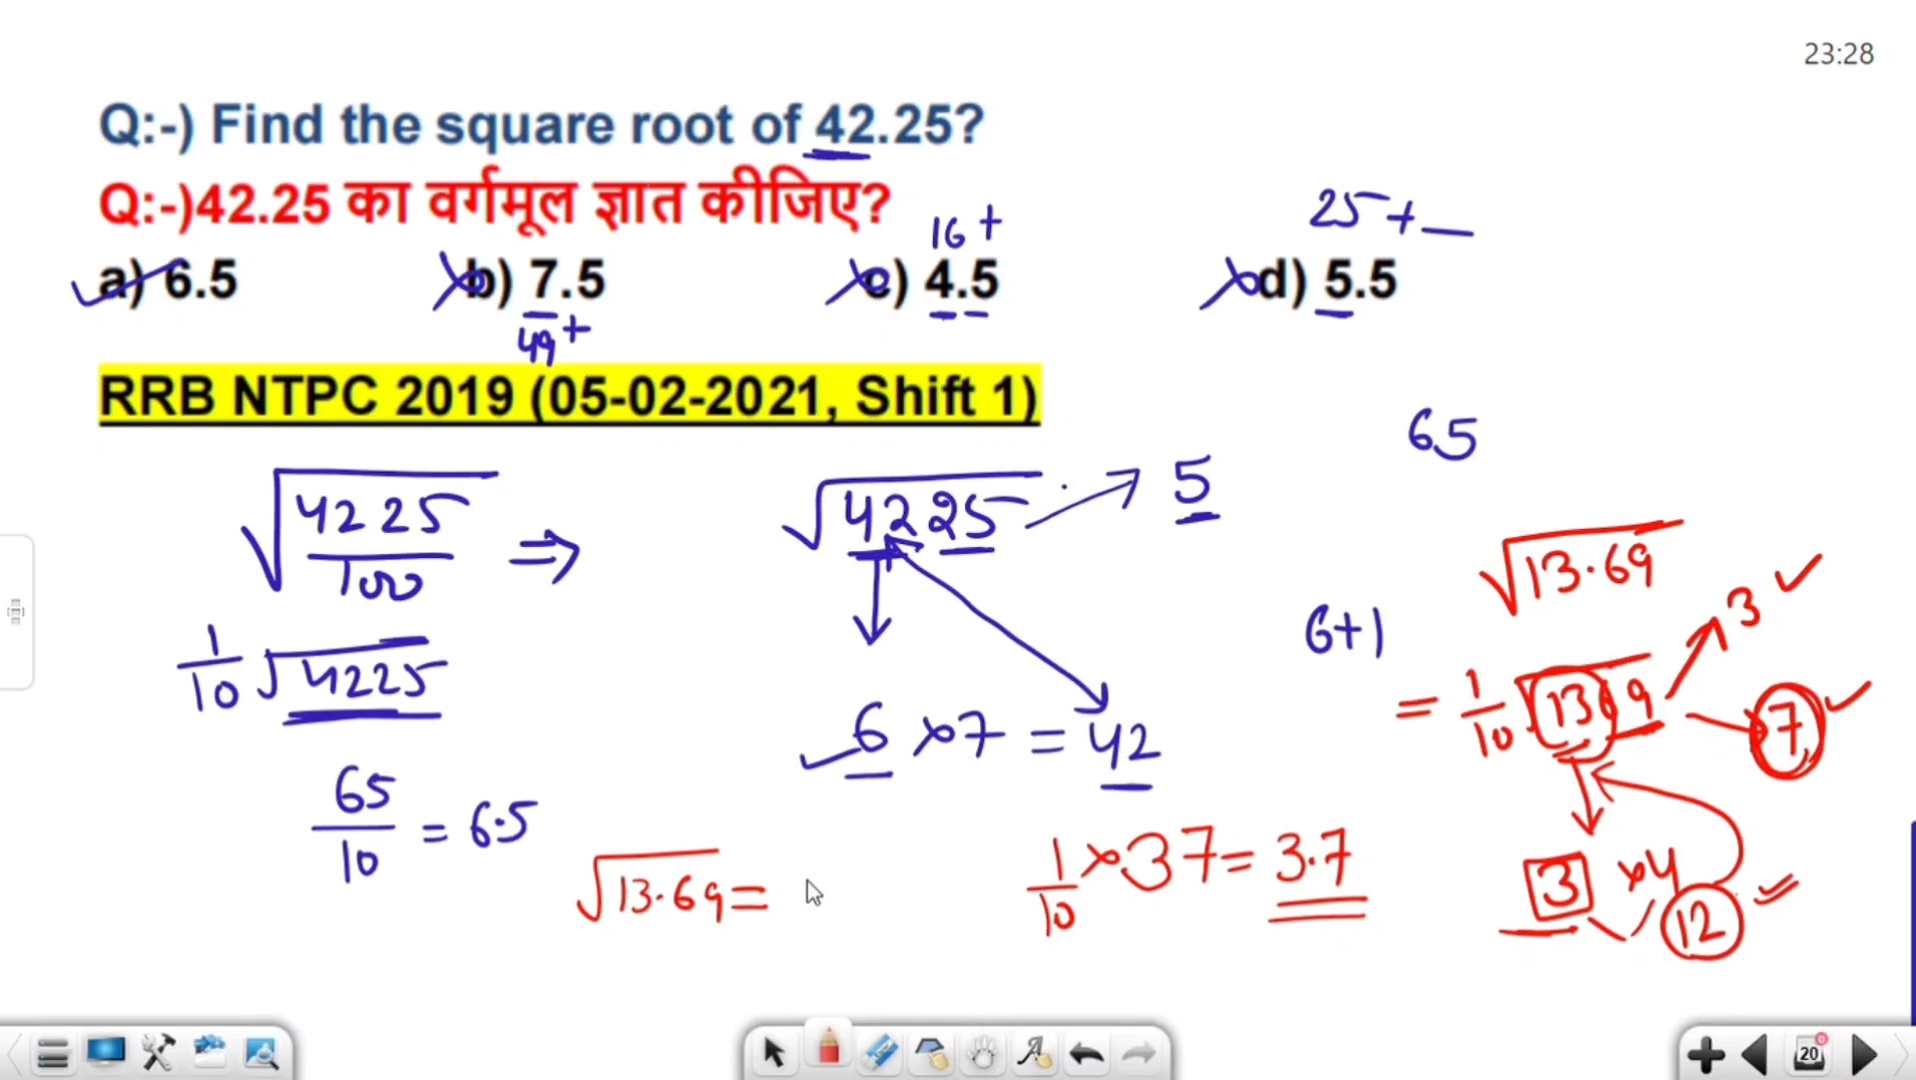 23:28
Q:-) Find the square root of 42.25?
Q:-)42.25 का वर्गमूल ज्ञात कीजिए?
16+
25+_
a) 6.5 b) 7.5 c) 4.5 d) 5.5
49+
RRB NTPC 2019 (05-02-2021, Shift 1)
65
√4225/100 ⇒
√4225 → 5
√13.69
3 ✓
6+1
1/10 √4225
= 1/10 √1369
7 ✓
6×7 = 42
65/10 = 6.5
√13.69 =
1/10 × 37 = 3.7
3 ×4
12
20